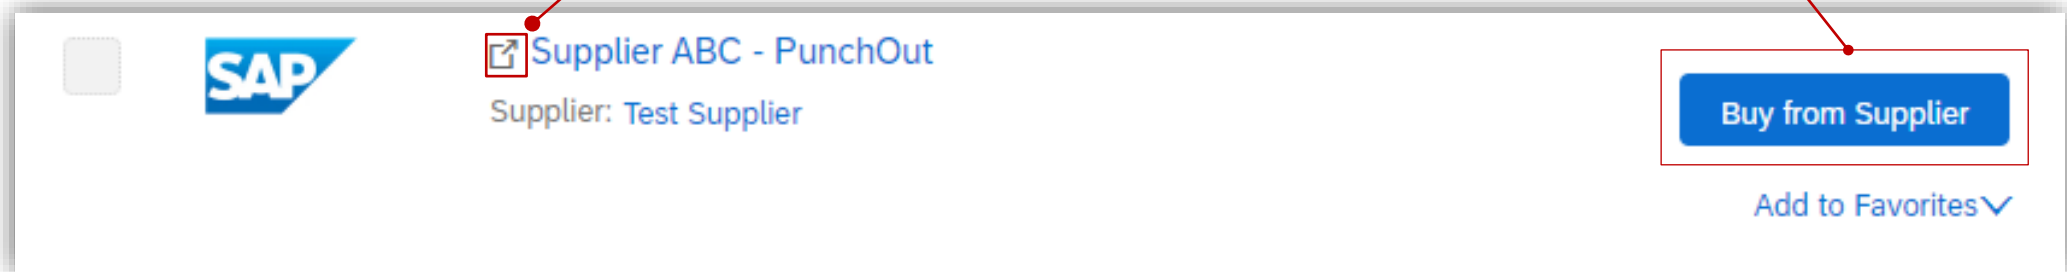 SAP
Supplier ABC - PunchOut
Supplier: Test Supplier
Buy from Supplier
Add to Favorites